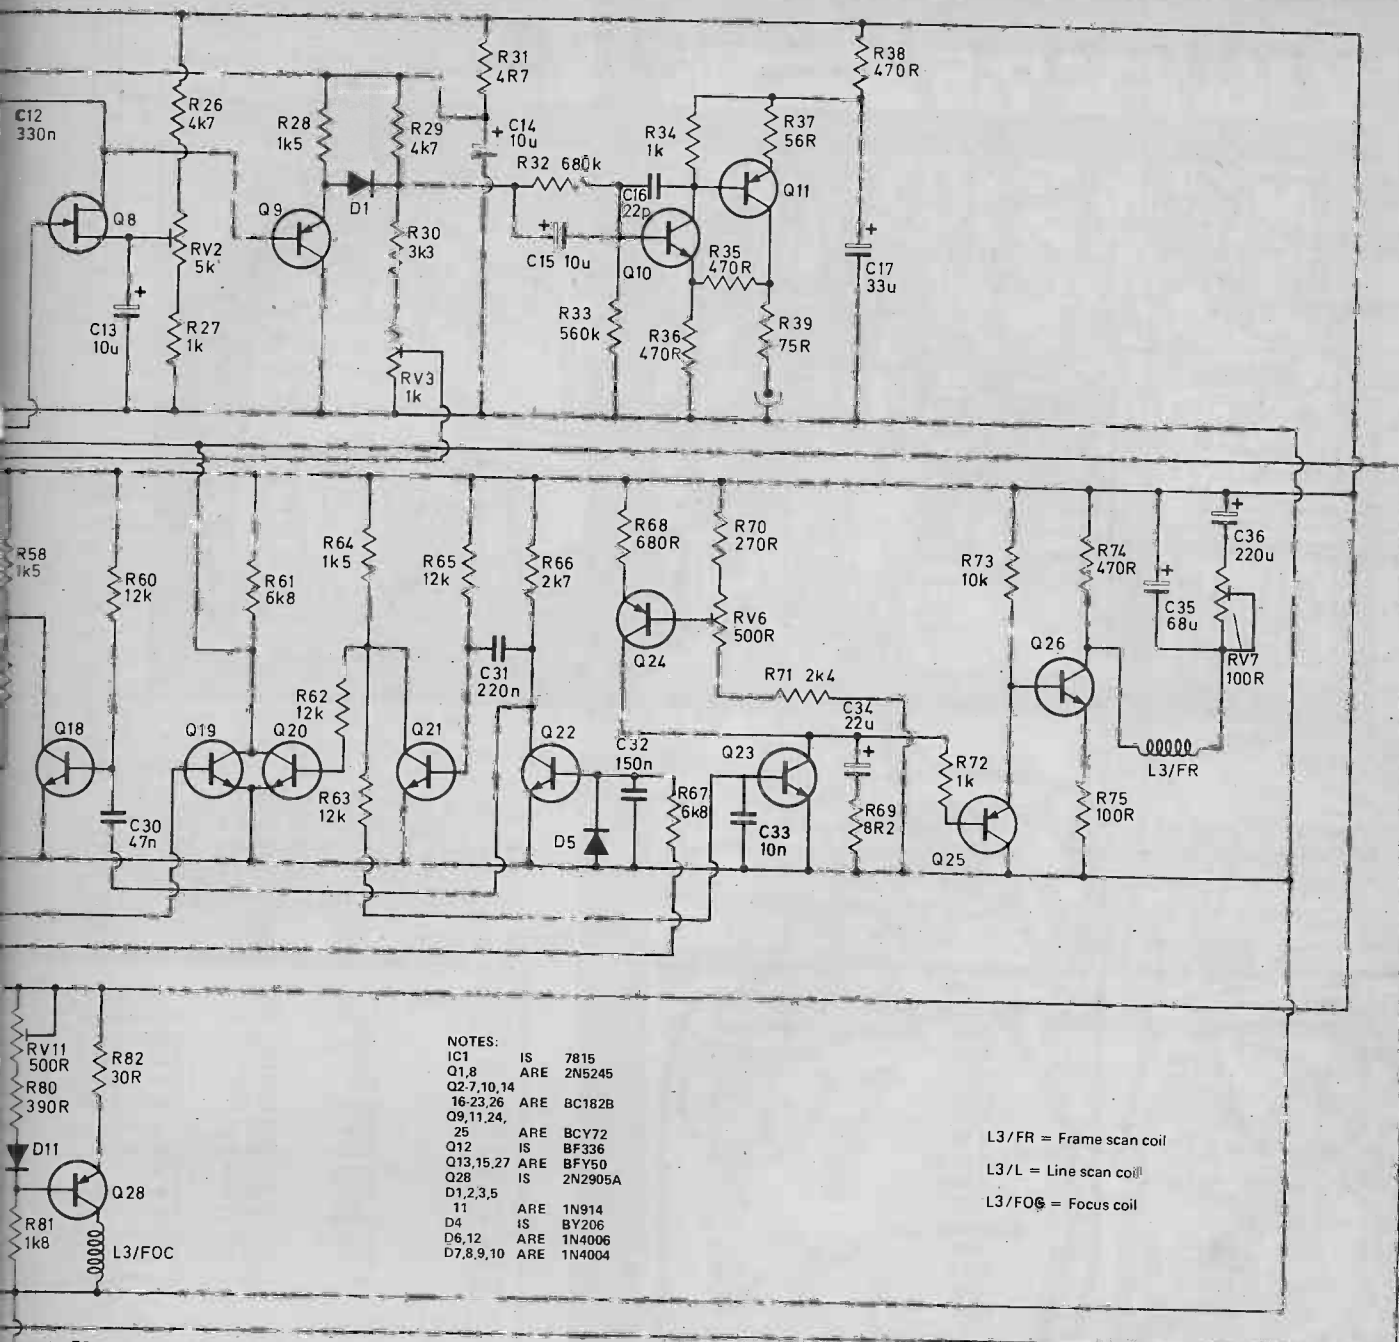 C12
330n
R26
4k7
R28
1k5
R29
4k7
R31
4R7
+ C14
10u
R32 680k
R34
1k
R37
56R
R38
470R
Q8
Q9
D1
C16
22p
Q11
RV2
5k
R30
3k3
+
C15 10u
Q10
R35
470R
+
C17
33u
+
C13
10u
R27
1k
R33
560k
R36
470R
R39
75R
RV3
1k
R58
1k5
R60
12k
R61
6k8
R64
1k5
R65
12k
R66
2k7
R68
680R
R70
270R
R73
10k
R74
470R
+
C35
68u
+
C36
220u
RV6
500R
Q24
C31
220n
R71 2k4
Q26
RV7
100R
R62
12k
Q18
Q19
Q20
Q21
Q22
C32
150n
Q23
C34
22u
+
R72
1k
L3/FR
R63
12k
R67
6k8
C30
47n
D5
C33
10n
R69
8R2
Q25
R75
100R
RV11
500R
R82
30R
R80
390R
D11
Q28
R81
1k8
L3/FOC
NOTES:
IC1 IS 7815
Q1,8 ARE 2N5245
Q2-7,10,14
16-23,26 ARE BC182B
Q9,11,24,
25 ARE BCY72
Q12 IS BF336
Q13,15,27 ARE BFY50
Q28 IS 2N2905A
D1,2,3,5
11 ARE 1N914
D4 IS BY206
D6,12 ARE 1N4006
D7,8,9,10 ARE 1N4004
L3/FR = Frame scan coil
L3/L = Line scan coil
L3/FOC = Focus coil